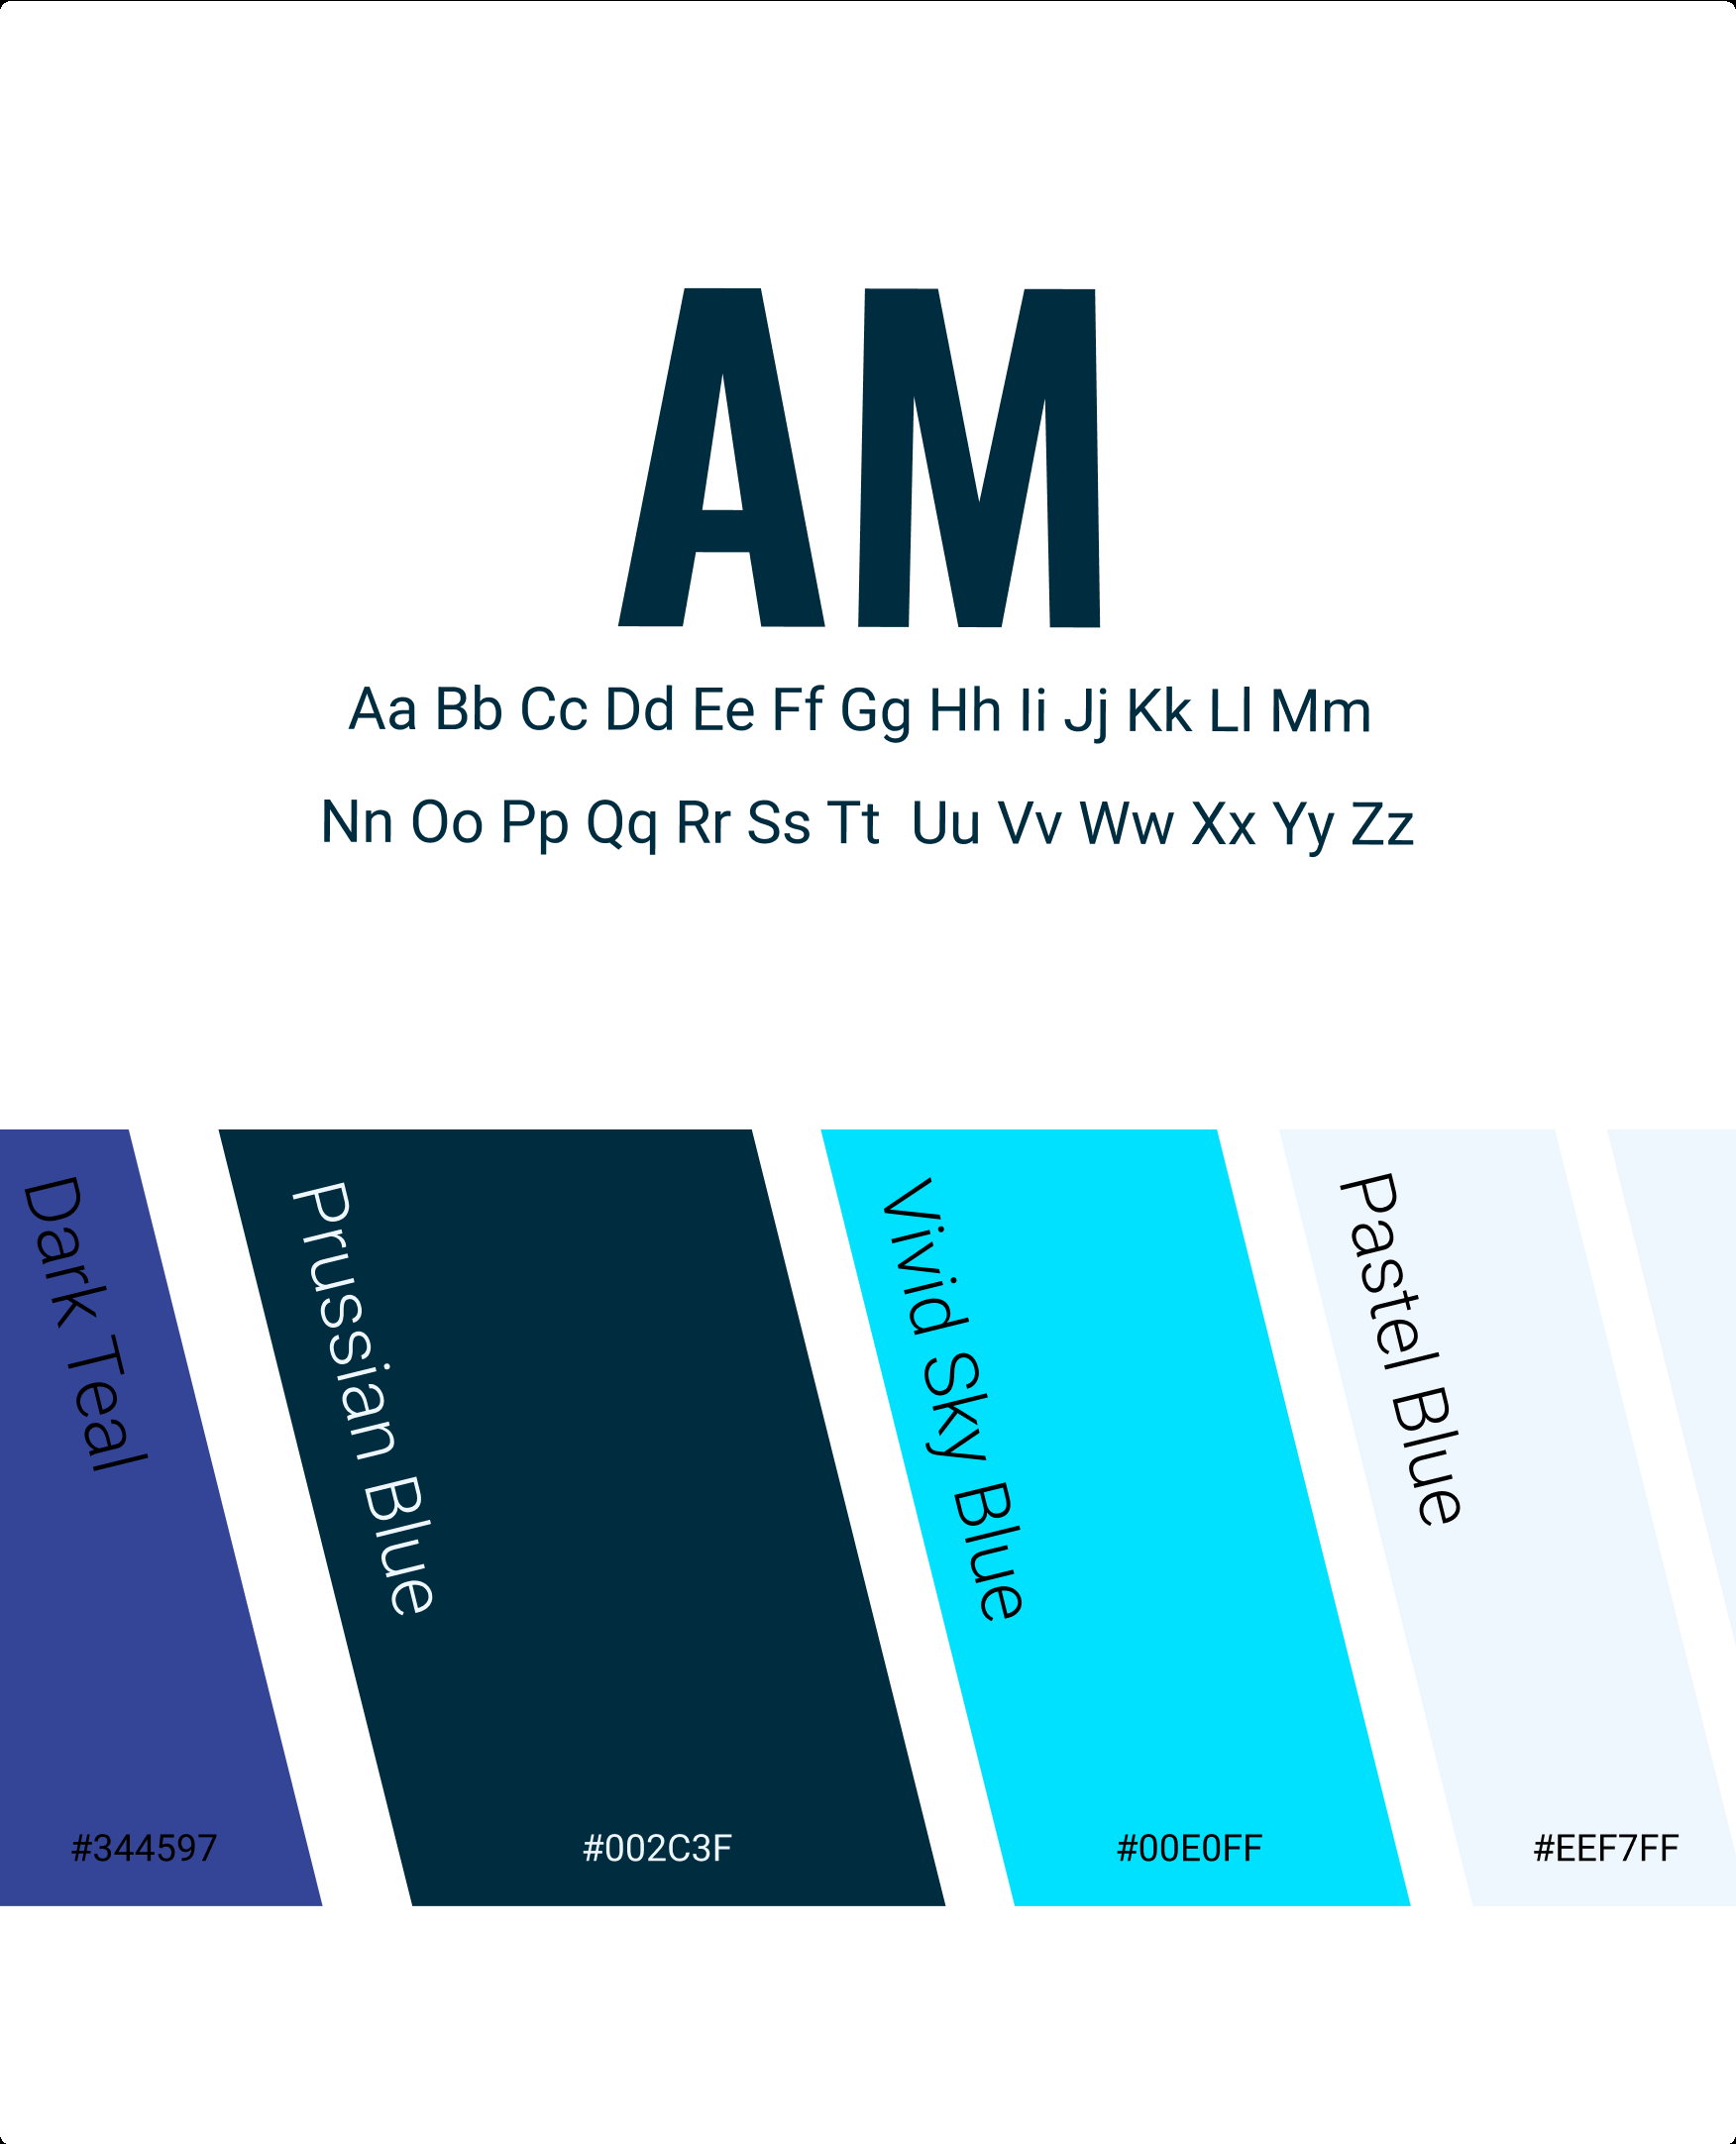 AM
Aa Bb Cc Dd Ee Ff Gg Hh Ii Jj Kk Ll Mm
Nn Oo Pp Qq Rr Ss Tt Uu Vv Ww Xx Yy Zz
Dark Teal
#344597
Prussian Blue
#002C3F
Vivid Sky Blue
#00E0FF
Pastel Blue
#EEF7FF